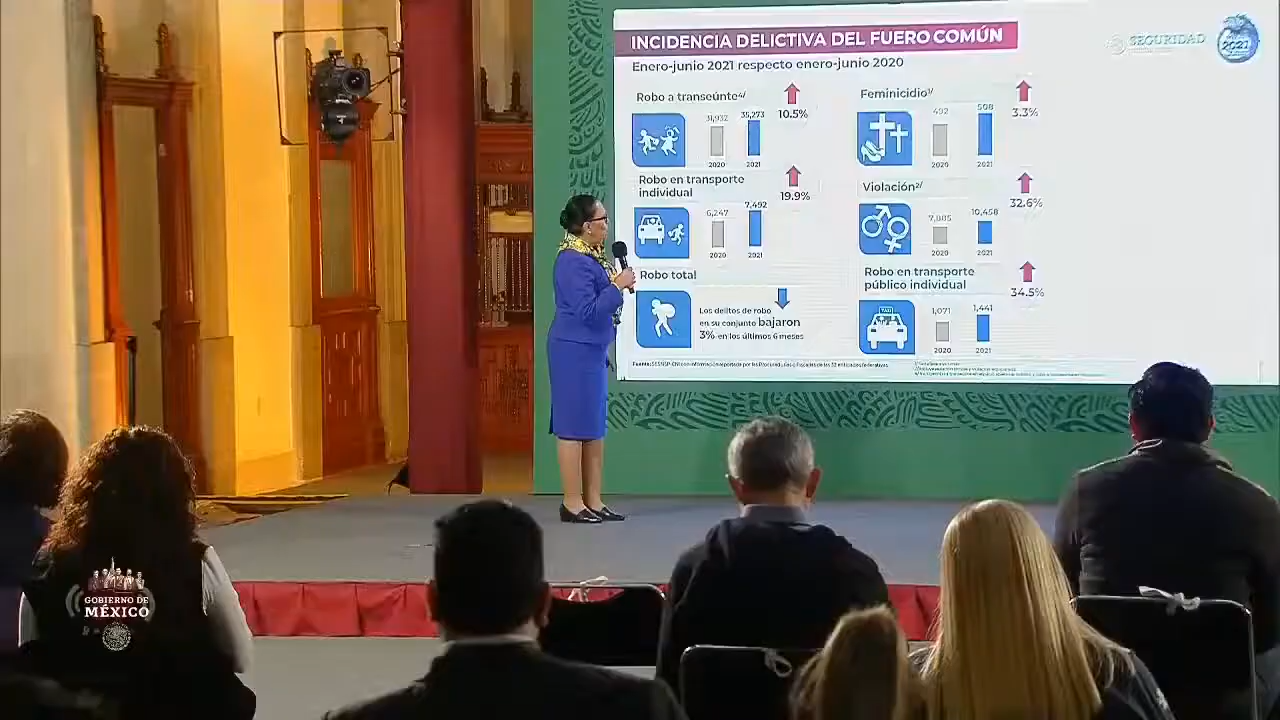 INCIDENCIA DELICTIVA DEL FUERO COMÚN
SEGURIDAD
2021
Enero-junio 2021 respecto enero-junio 2020
Robo a transeúnte4/
10.5%
31,932
35,273
2020
2021
Feminicidio1/
3.3%
492
508
2020
2021
Robo en transporte
individual
19.9%
6,247
7,492
2020
2021
Violación2/
32.6%
7,885
10,458
2020
2021
Robo total
Los delitos de robo
en su conjunto bajaron
3% en los últimos 6 meses
Robo en transporte
público individual
34.5%
TAXI
1,071
1,441
2020
2021
GOBIERNO DE
MÉXICO